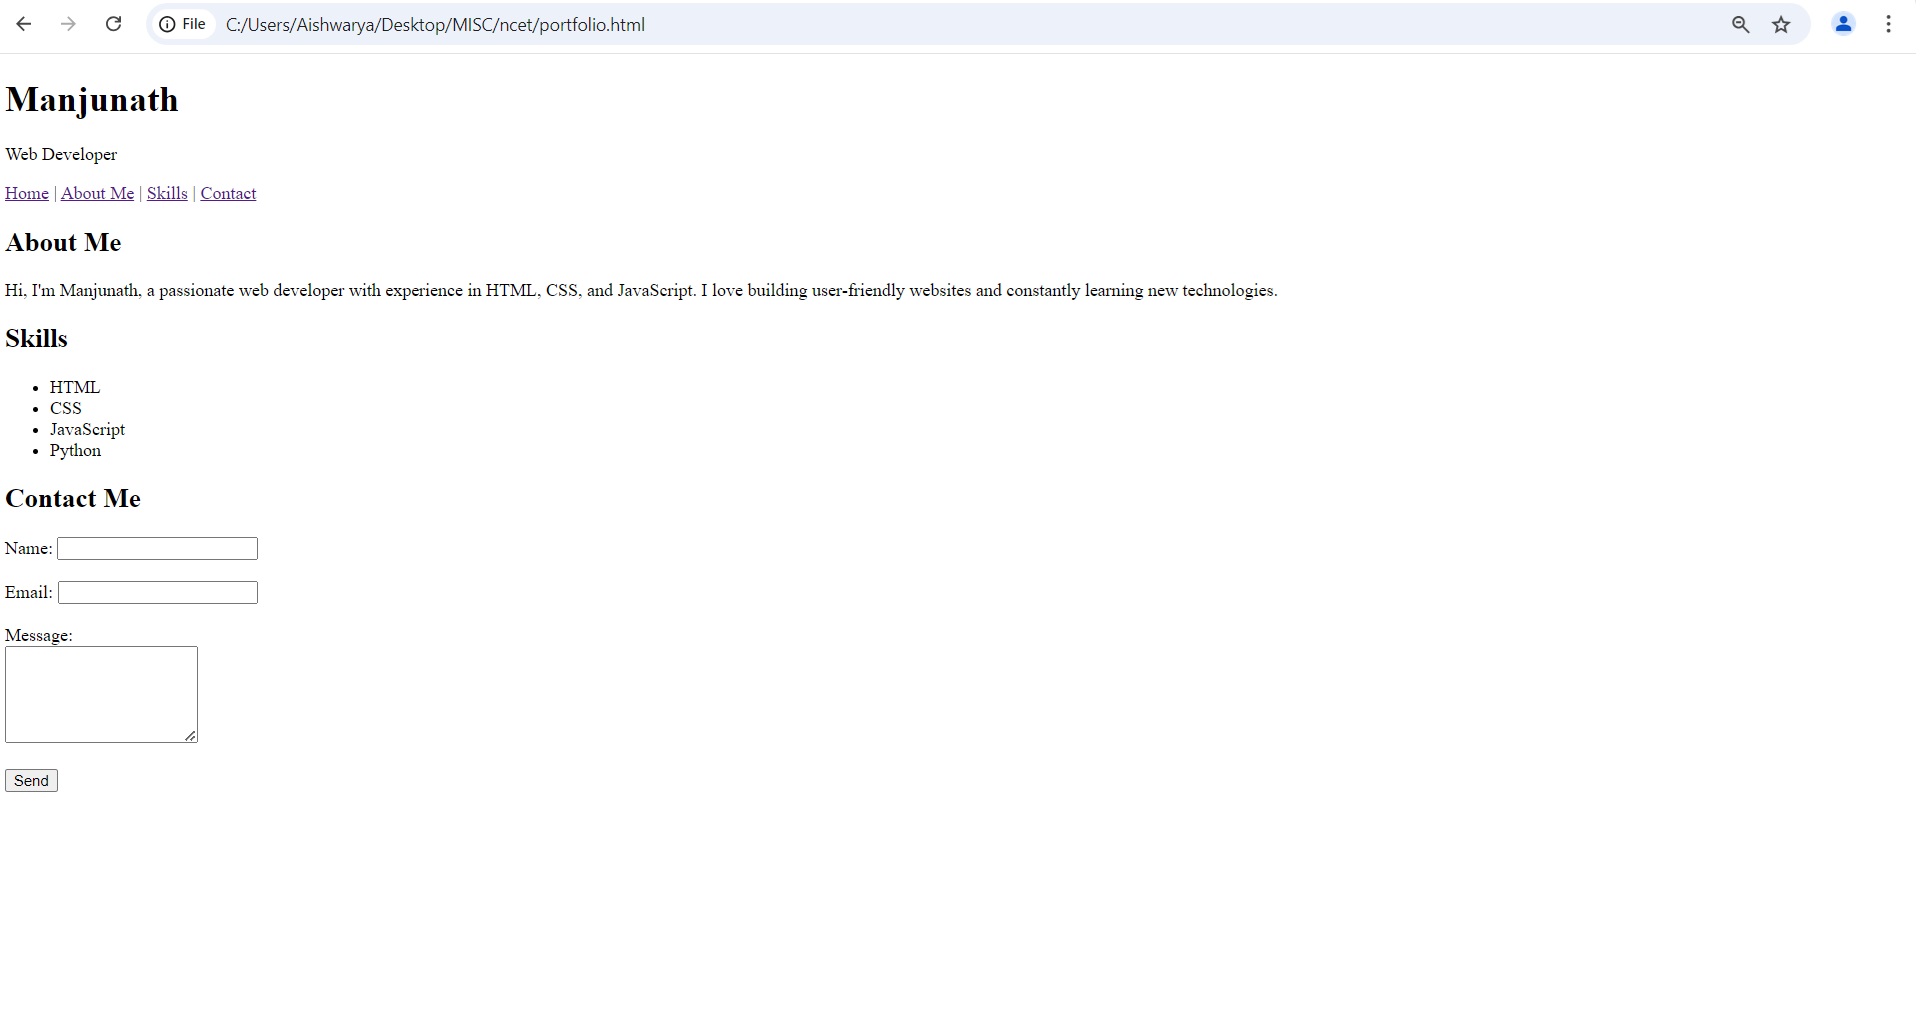 File C:/Users/Aishwarya/Desktop/MISC/ncet/portfolio.html
Manjunath
Web Developer
Home | About Me | Skills | Contact
About Me
Hi, I'm Manjunath, a passionate web developer with experience in HTML, CSS, and JavaScript. I love building user-friendly websites and constantly learning new technologies.
Skills
• HTML
• CSS
• JavaScript
• Python
Contact Me
Name:
Email:
Message:
Send